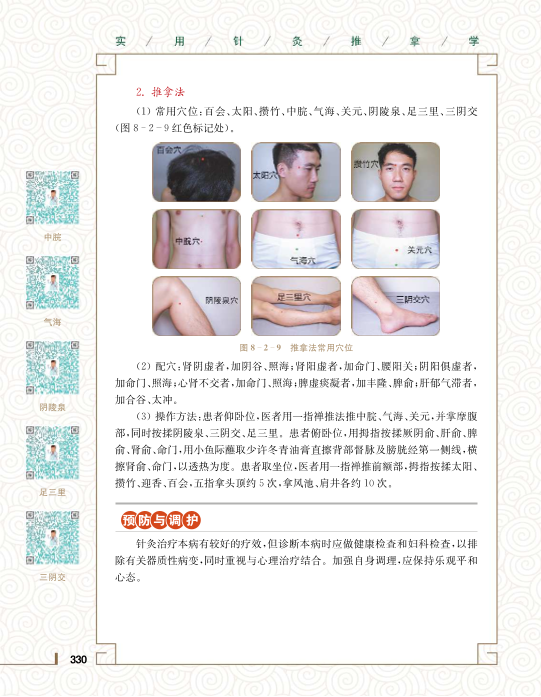 实 / 用 / 针 / 灸 / 推 / 拿 / 学
2. 推拿法
(1) 常用穴位:百会、太阳、攒竹、中脘、气海、关元、阴陵泉、足三里、三阴交
(图 8-2-9 红色标记处)。
百会穴
太阳穴
攒竹穴
中脘穴
气海穴
关元穴
阴陵泉穴
足三里穴
三阴交穴
图 8-2-9 推拿法常用穴位
(2) 配穴:肾阴虚者,加阴谷、照海;肾阳虚者,加命门、腰阳关;阴阳俱虚者,
加命门、照海;心肾不交者,加命门、照海;脾虚痰凝者,加丰隆、脾俞;肝郁气滞者,
加合谷、太冲。
(3) 操作方法:患者仰卧位,医者用一指禅推法推中脘、气海、关元,并掌摩腹
部,同时按揉阴陵泉、三阴交、足三里。患者俯卧位,用拇指按揉厥阴俞、肝俞、脾
俞、肾俞、命门,用小鱼际蘸取少许冬青油膏直擦背部督脉及膀胱经第一侧线,横
擦肾俞、命门,以透热为度。患者取坐位,医者用一指禅推前额部,拇指按揉太阳、
攒竹、迎香、百会,五指拿头顶约 5 次,拿风池、肩井各约 10 次。
预防与调护
针灸治疗本病有较好的疗效,但诊断本病时应做健康检查和妇科检查,以排
除有关器质性病变,同时重视与心理治疗结合。加强自身调理,应保持乐观平和
心态。
中脘
气海
阴陵泉
足三里
三阴交
330